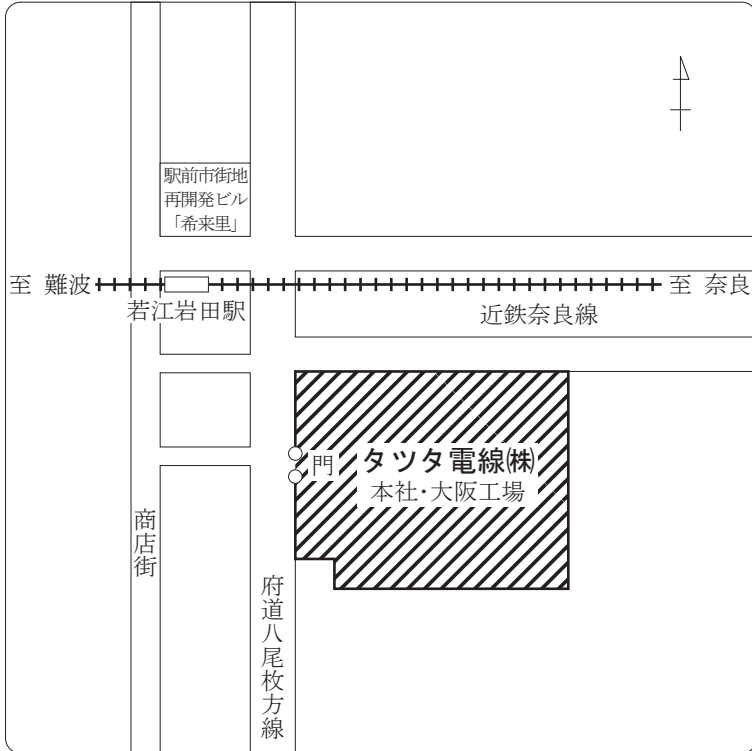 駅前市街地
再開発ビル
「希来里」
至 難波
至 奈良
若江岩田駅
近鉄奈良線
門
タツタ電線㈱
本社・大阪工場
商店街
府道八尾枚方線